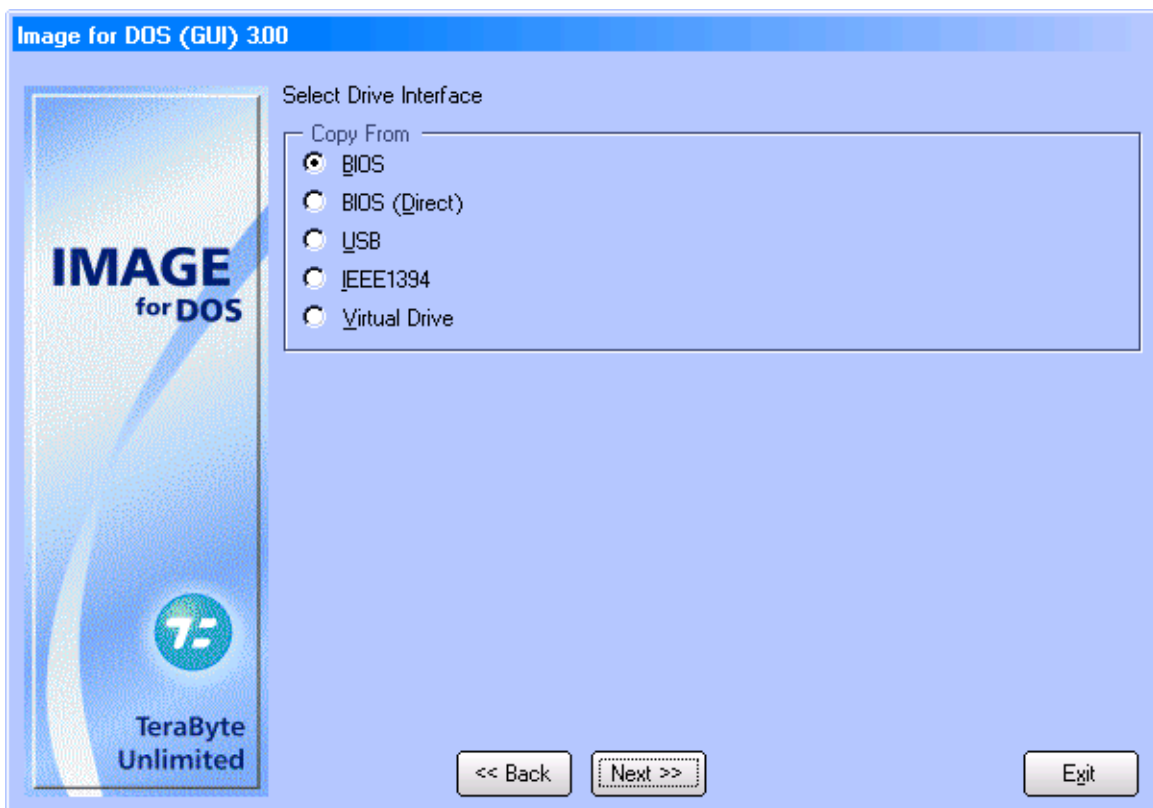 Image for DOS (GUI) 3.00
Select Drive Interface
Copy From
BIOS
BIOS (Direct)
USB
IEEE1394
Virtual Drive
IMAGE
for DOS
TeraByte
Unlimited
<< Back
Next >>
Exit